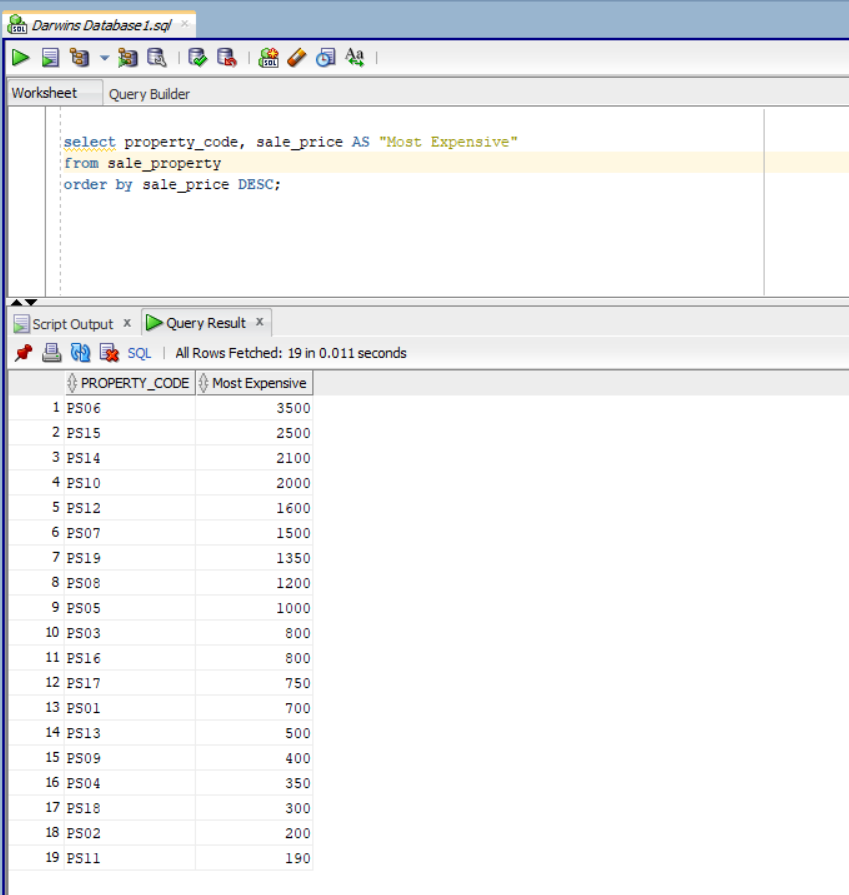 Darwins Database1.sql ×
Worksheet Query Builder
select property_code, sale_price AS "Most Expensive"
from sale_property
order by sale_price DESC;
Script Output x Query Result x
SQL | All Rows Fetched: 19 in 0.011 seconds
PROPERTY_CODE Most Expensive
1 PS06 3500
2 PS15 2500
3 PS14 2100
4 PS10 2000
5 PS12 1600
6 PS07 1500
7 PS19 1350
8 PS08 1200
9 PS05 1000
10 PS03 800
11 PS16 800
12 PS17 750
13 PS01 700
14 PS13 500
15 PS09 400
16 PS04 350
17 PS18 300
18 PS02 200
19 PS11 190